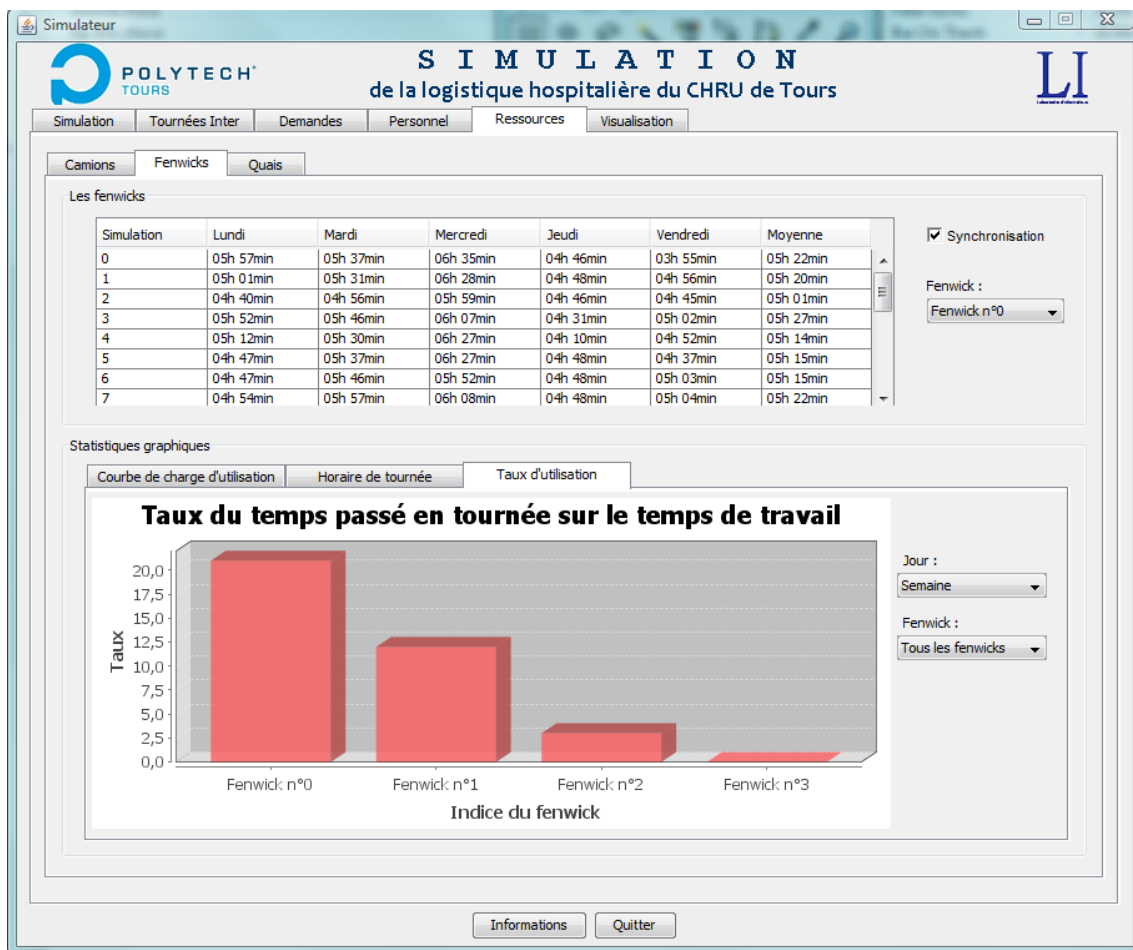 Simulateur
POLYTECH®
TOURS
SIMULATION
de la logistique hospitalière du CHRU de Tours
LI
Simulation Tournées Inter Demandes Personnel Ressources Visualisation
Camions Fenwicks Quais
Les fenwicks
Simulation Lundi Mardi Mercredi Jeudi Vendredi Moyenne
0 05h 57min 05h 37min 06h 35min 04h 46min 03h 55min 05h 22min
1 05h 01min 05h 31min 06h 28min 04h 48min 04h 56min 05h 20min
2 04h 40min 04h 56min 05h 59min 04h 46min 04h 45min 05h 01min
3 05h 52min 05h 46min 06h 07min 04h 31min 05h 02min 05h 27min
4 05h 12min 05h 30min 06h 27min 04h 10min 04h 52min 05h 14min
5 04h 47min 05h 37min 06h 27min 04h 48min 04h 37min 05h 15min
6 04h 47min 05h 46min 05h 52min 04h 48min 05h 03min 05h 15min
7 04h 54min 05h 57min 06h 08min 04h 48min 05h 04min 05h 22min
Synchronisation
Fenwick :
Fenwick n°0
Statistiques graphiques
Courbe de charge d'utilisation Horaire de tournée Taux d'utilisation
Taux du temps passé en tournée sur le temps de travail
Taux
20,0
17,5
15,0
12,5
10,0
7,5
5,0
2,5
0,0
Fenwick n°0 Fenwick n°1 Fenwick n°2 Fenwick n°3
Indice du fenwick
Jour :
Semaine
Fenwick :
Tous les fenwicks
Informations Quitter